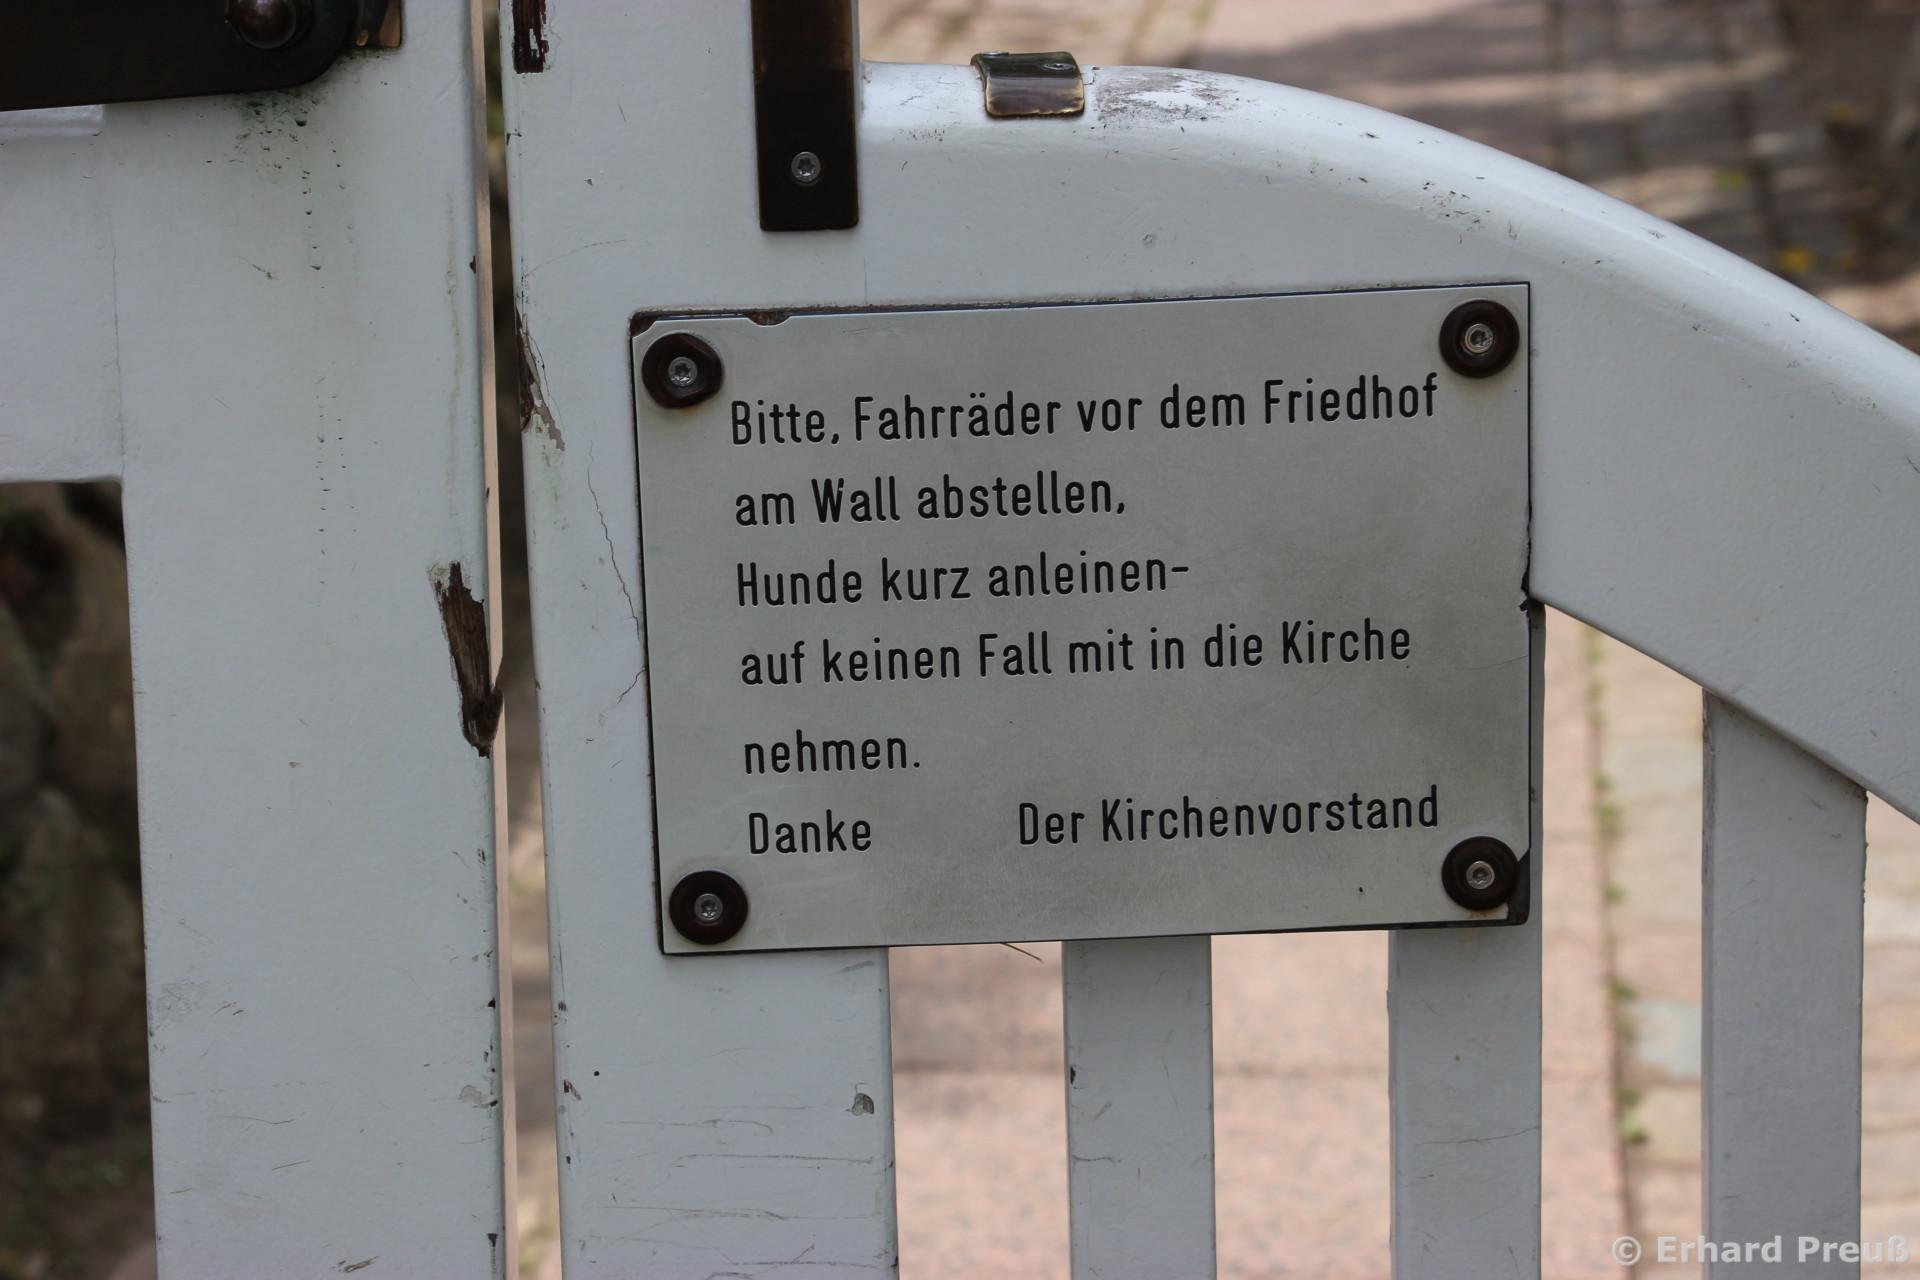 Bitte, Fahrräder vor dem Friedhof
am Wall abstellen,
Hunde kurz anleinen-
auf keinen Fall mit in die Kirche
nehmen.
Danke Der Kirchenvorstand
© Erhard Preuß